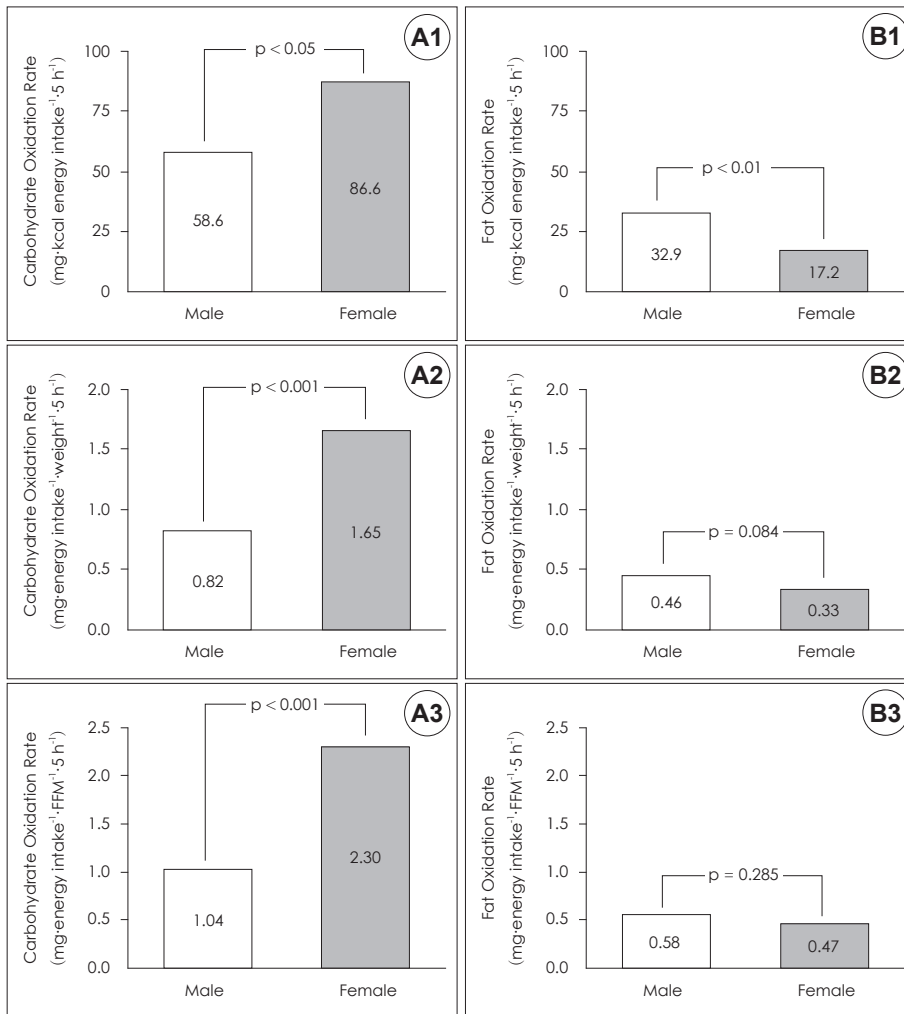 A1
Carbohydrate Oxidation Rate
(mg·kcal energy intake⁻¹·5 h⁻¹)
100
75
50
25
0
p < 0.05
58.6
86.6
Male Female
B1
Fat Oxidation Rate
(mg·kcal energy intake⁻¹·5 h⁻¹)
100
75
50
25
0
p < 0.01
32.9
17.2
Male Female
A2
Carbohydrate Oxidation Rate
(mg·energy intake⁻¹·weight⁻¹·5 h⁻¹)
2.0
1.5
1.0
0.5
0.0
p < 0.001
0.82
1.65
Male Female
B2
Fat Oxidation Rate
(mg·energy intake⁻¹·weight⁻¹·5 h⁻¹)
2.0
1.5
1.0
0.5
0.0
p = 0.084
0.46
0.33
Male Female
A3
Carbohydrate Oxidation Rate
(mg·energy intake⁻¹·FFM⁻¹·5 h⁻¹)
2.5
2.0
1.5
1.0
0.5
0.0
p < 0.001
1.04
2.30
Male Female
B3
Fat Oxidation Rate
(mg·energy intake⁻¹·FFM⁻¹·5 h⁻¹)
2.5
2.0
1.5
1.0
0.5
0.0
p = 0.285
0.58
0.47
Male Female